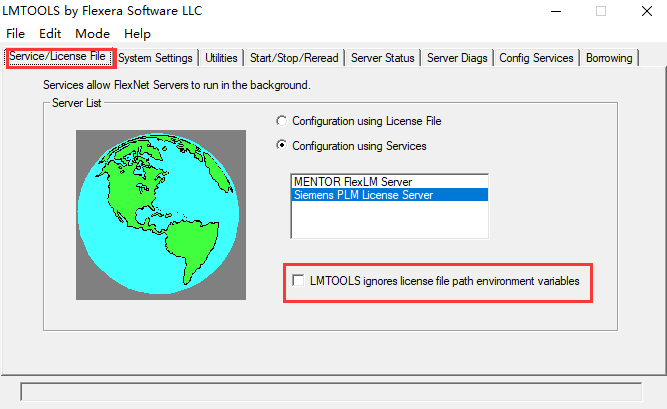 LMTOOLS by Flexera Software LLC
File Edit Mode Help
Service/License File System Settings Utilities Start/Stop/Reread Server Status Server Diags Config Services Borrowing
Services allow FlexNet Servers to run in the background.
Server List
Configuration using License File
Configuration using Services
MENTOR FlexLM Server
Siemens PLM License Server
LMTOOLS ignores license file path environment variables